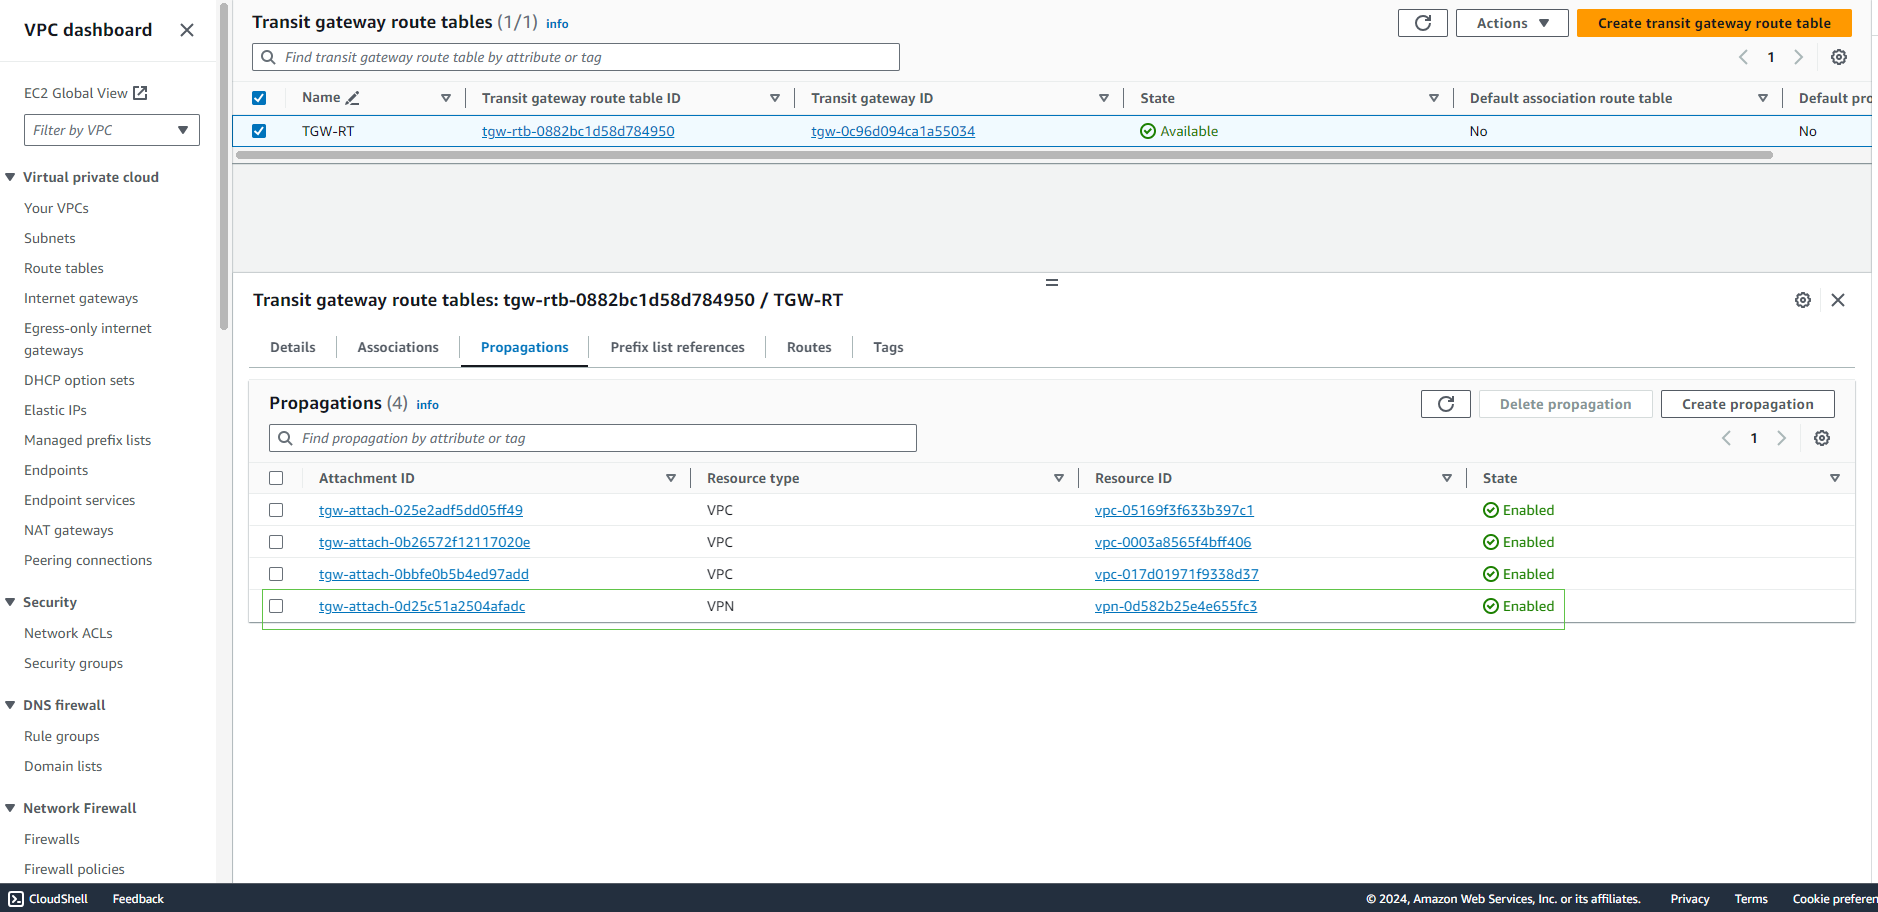 VPC dashboard
EC2 Global View
Filter by VPC
Virtual private cloud
Your VPCs
Subnets
Route tables
Internet gateways
Egress-only internet
gateways
DHCP option sets
Elastic IPs
Managed prefix lists
Endpoints
Endpoint services
NAT gateways
Peering connections
Security
Network ACLs
Security groups
DNS firewall
Rule groups
Domain lists
Network Firewall
Firewalls
Firewall policies
Transit gateway route tables (1/1) info
Actions
Create transit gateway route table
Find transit gateway route table by attribute or tag
1
Name Transit gateway route table ID Transit gateway ID State Default association route table Default pro
TGW-RT tgw-rtb-0882bc1d58d784950 tgw-0c96d094ca1a55034 Available No No
Transit gateway route tables: tgw-rtb-0882bc1d58d784950 / TGW-RT
Details Associations Propagations Prefix list references Routes Tags
Propagations (4) info
Delete propagation Create propagation
Find propagation by attribute or tag
1
Attachment ID Resource type Resource ID State
tgw-attach-025e2adf5dd05ff49 VPC vpc-05169f3f633b397c1 Enabled
tgw-attach-0b26572f12117020e VPC vpc-0003a8565f4bff406 Enabled
tgw-attach-0bbfe0b5b4ed97add VPC vpc-017d01971f9338d37 Enabled
tgw-attach-0d25c51a2504afadc VPN vpn-0d582b25e4e655fc3 Enabled
CloudShell Feedback © 2024, Amazon Web Services, Inc. or its affiliates. Privacy Terms Cookie preferen